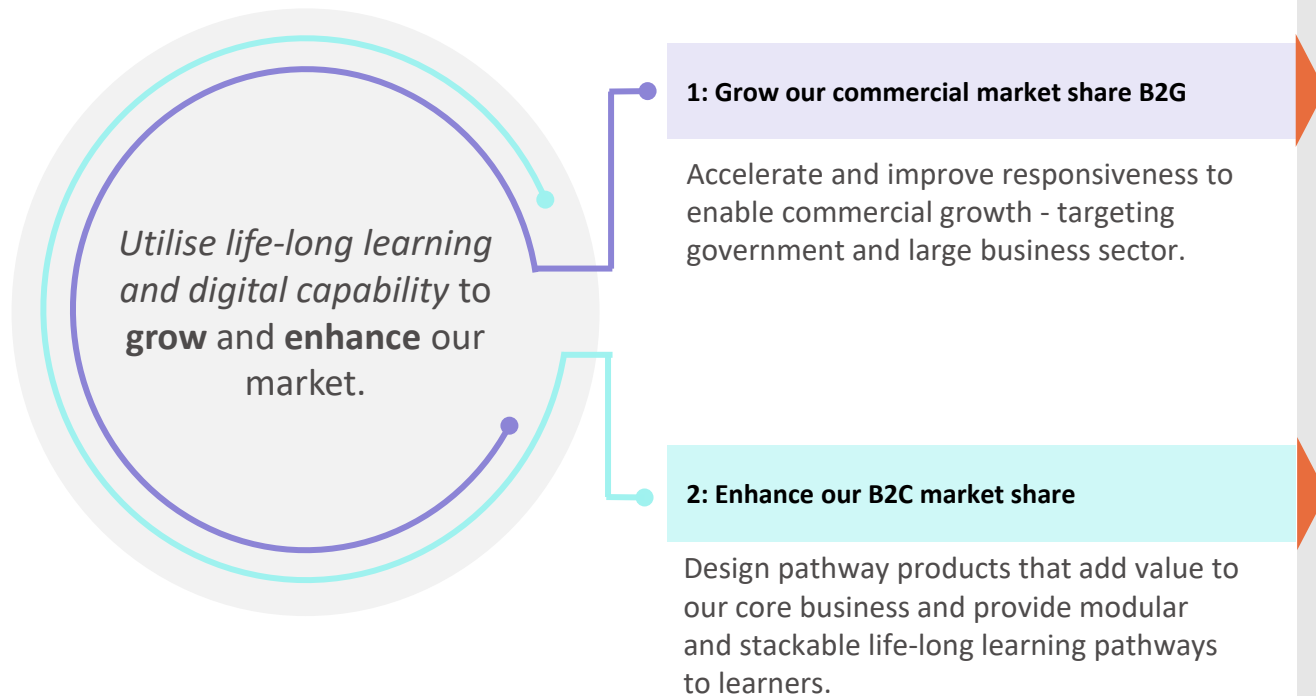 Utilise life-long learning
and digital capability to
grow and enhance our
market.
1: Grow our commercial market share B2G
Accelerate and improve responsiveness to
enable commercial growth - targeting
government and large business sector.
2: Enhance our B2C market share
Design pathway products that add value to
our core business and provide modular
and stackable life-long learning pathways
to learners.